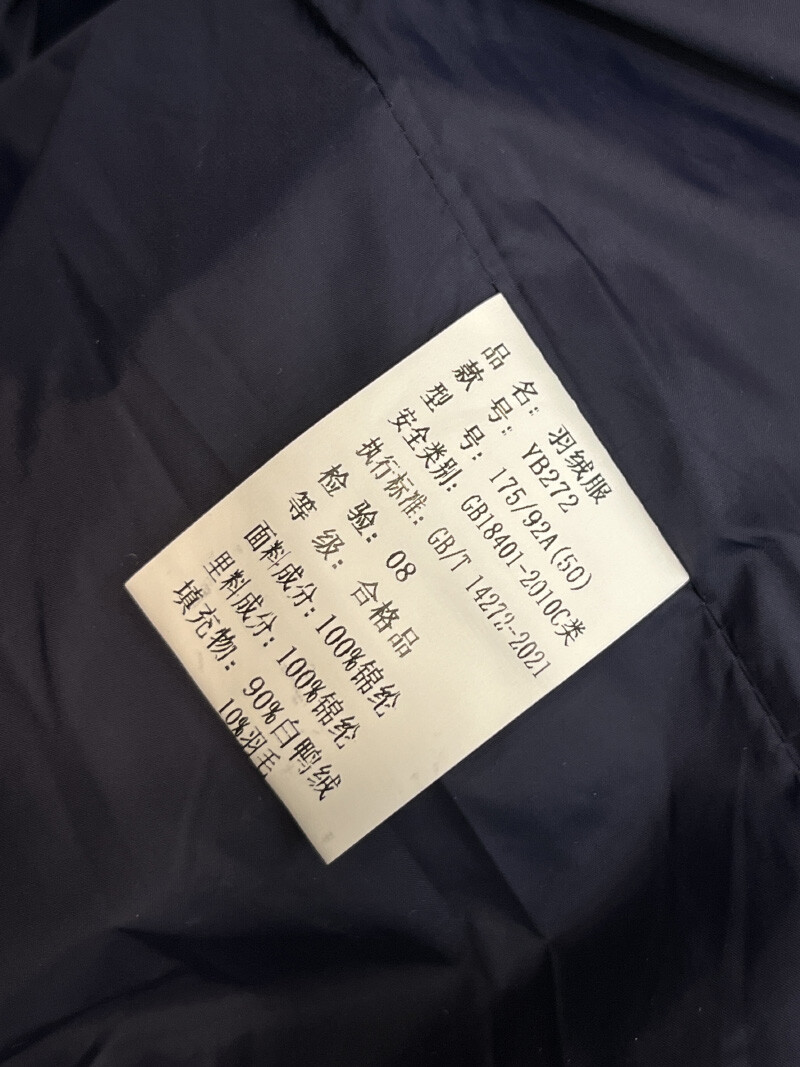 品 名：羽绒服
款 号：YB272
型 号：175/92A(50)
安全类别：GB18401-2010C类
执行标准：GB/T 14272-2021
检 验：08
等 级：合格品
面料成分：100%锦纶
里料成分：100%锦纶
填充物：90%白鸭绒
10%羽毛